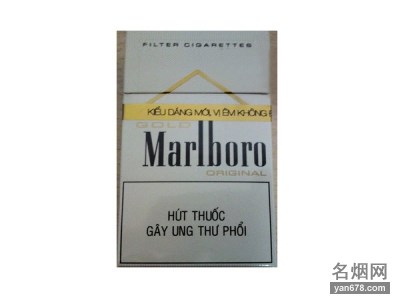 FILTER CIGARETTES
KIỂU DÁNG MỚI, VỊ ÊM KHÔNG
GOLD
Marlboro
ORIGINAL
HÚT THUỐC
GÂY UNG THƯ PHỔI
名烟网
yan678.com